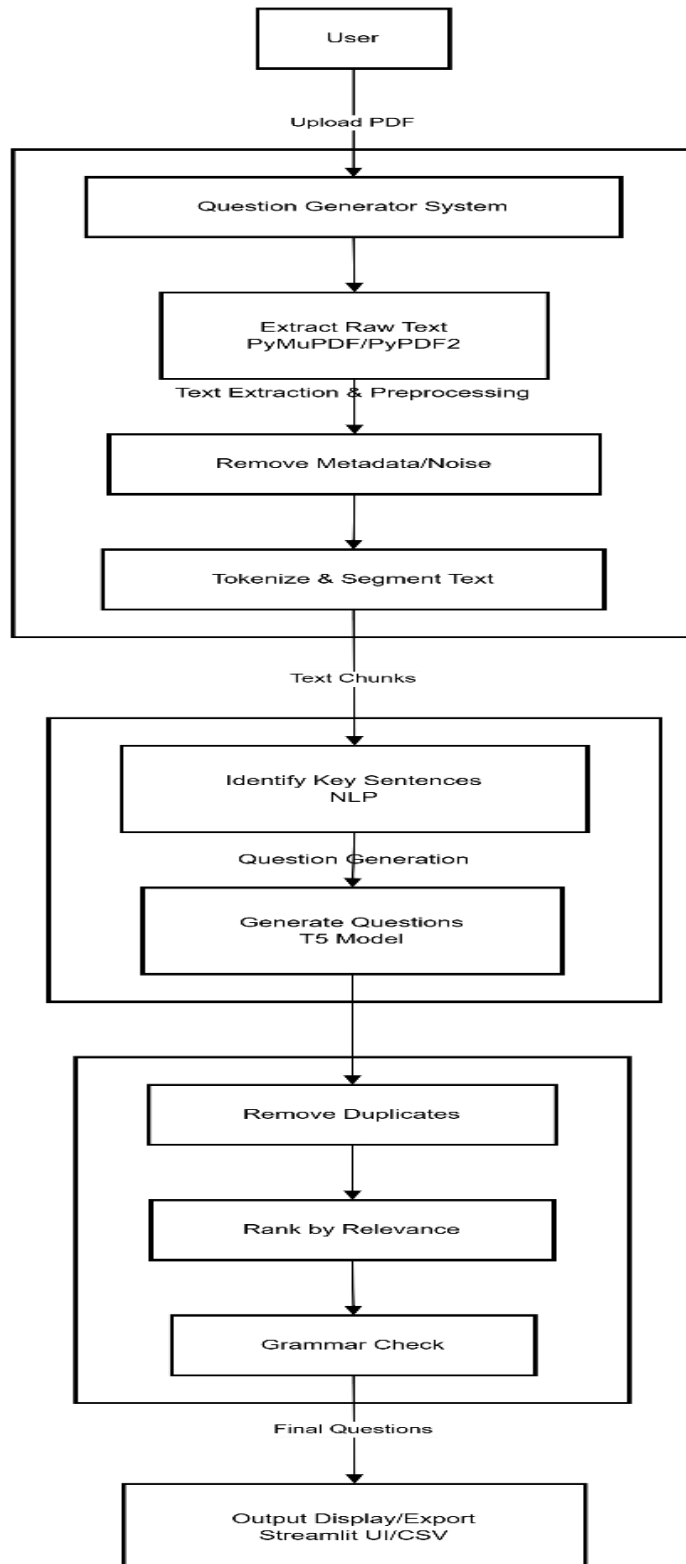 User
Upload PDF
Question Generator System
Extract Raw Text
PyMuPDF/PyPDF2
Text Extraction & Preprocessing
Remove Metadata/Noise
Tokenize & Segment Text
Text Chunks
Identify Key Sentences
NLP
Question Generation
Generate Questions
T5 Model
Remove Duplicates
Rank by Relevance
Grammar Check
Final Questions
Output Display/Export
Streamlit UI/CSV